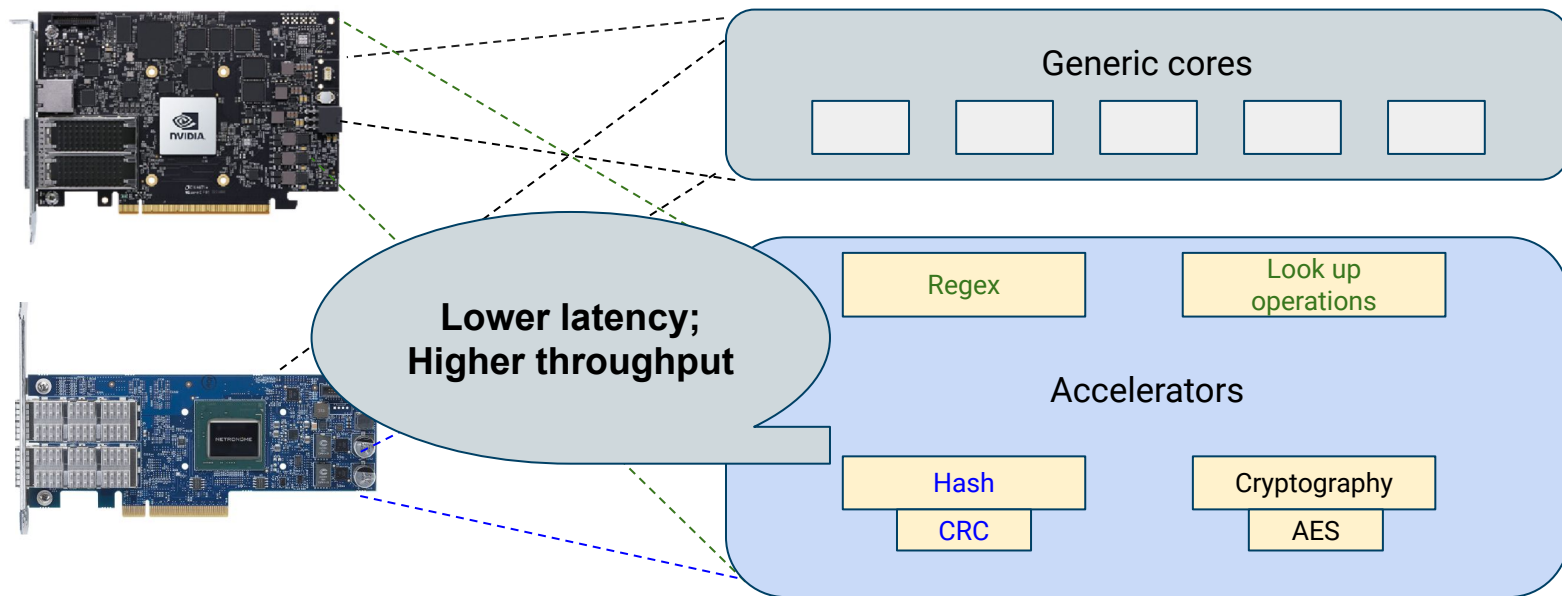 Generic cores
NVIDIA
Regex
Look up
operations
Lower latency;
Higher throughput
Accelerators
NETRONOME
Hash
Cryptography
CRC
AES